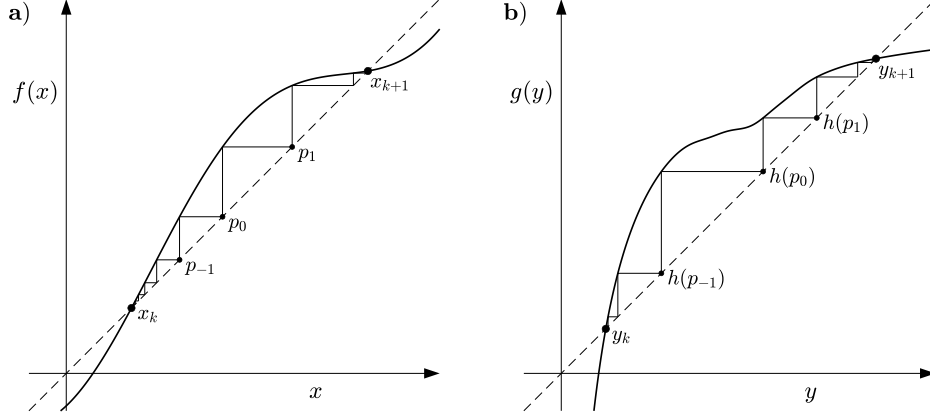 a)
f(x)
x_{k+1}
p_1
p_0
p_{-1}
x_k
x
b)
g(y)
y_{k+1}
h(p_1)
h(p_0)
h(p_{-1})
y_k
y